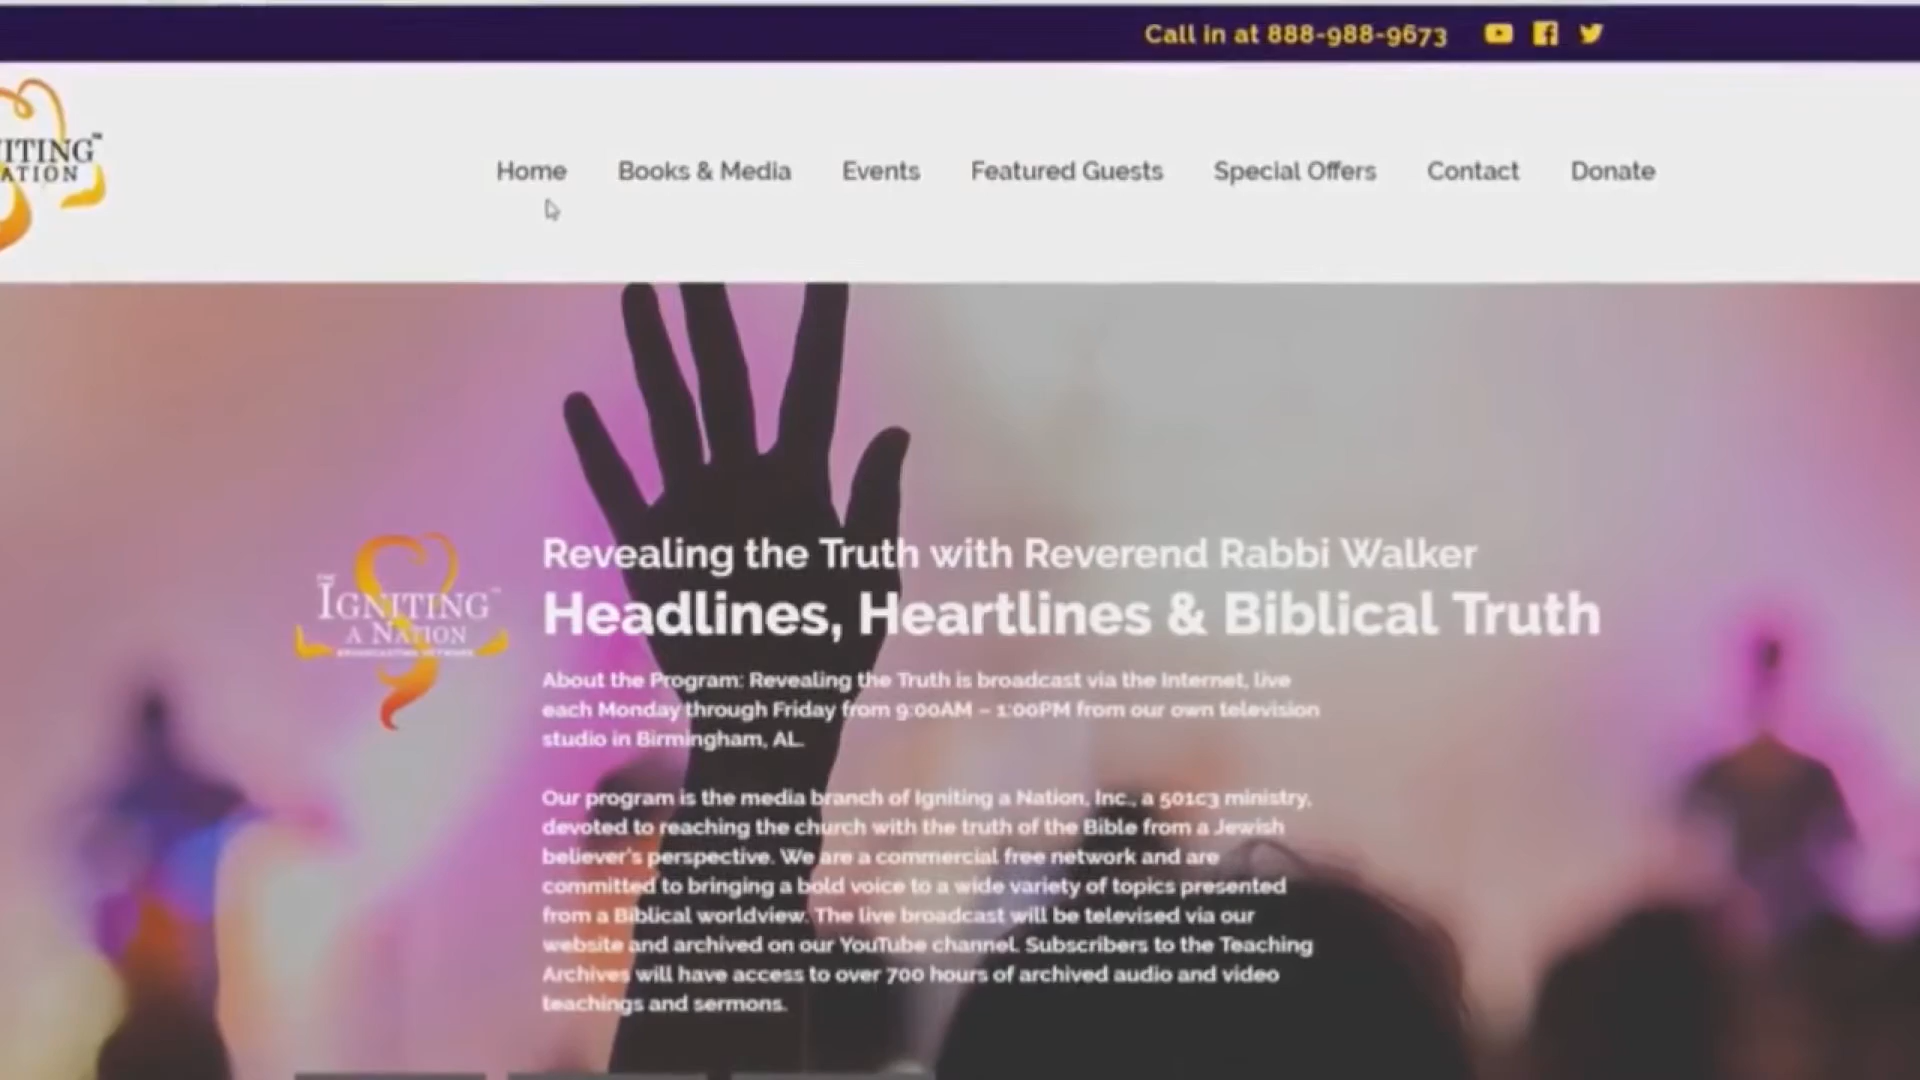 Call in at 888-988-9673
ITING™
ATION
Home Books & Media Events Featured Guests Special Offers Contact Donate
Revealing the Truth with Reverend Rabbi Walker
Headlines, Heartlines & Biblical Truth
THE
IGNITING™
A NATION
BROADCASTING NETWORK
About the Program: Revealing the Truth is broadcast via the Internet, live
each Monday through Friday from 9:00AM – 1:00PM from our own television
studio in Birmingham, AL.
Our program is the media branch of Igniting a Nation, Inc., a 501c3 ministry,
devoted to reaching the church with the truth of the Bible from a Jewish
believer's perspective. We are a commercial free network and are
committed to bringing a bold voice to a wide variety of topics presented
from a Biblical worldview. The live broadcast will be televised via our
website and archived on our YouTube channel. Subscribers to the Teaching
Archives will have access to over 700 hours of archived audio and video
teachings and sermons.